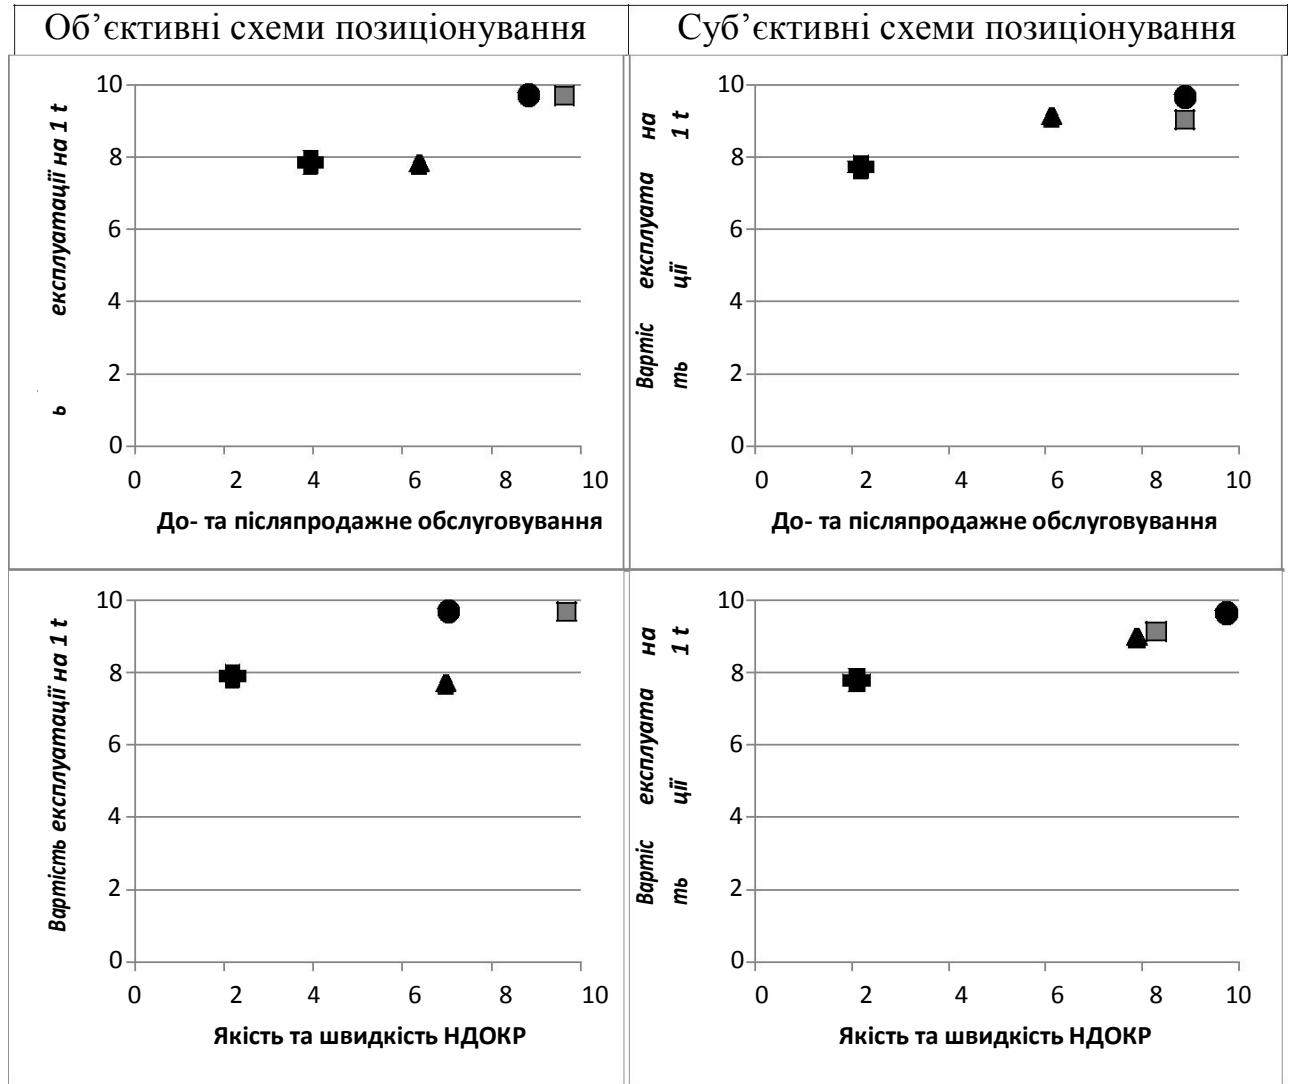 Об’єктивні схеми позиціонування
Суб’єктивні схеми позиціонування
ь експлуатації на 1 t
10
8
6
4
2
0
0 2 4 6 8 10
До- та післяпродажне обслуговування
Вартіс експлуата на
ть ції 1 t
10
8
6
4
2
0
0 2 4 6 8 10
До- та післяпродажне обслуговування
Вартість експлуатації на 1 t
10
8
6
4
2
0
0 2 4 6 8 10
Якість та швидкість НДОКР
Вартіс експлуата на
ть ції 1 t
10
8
6
4
2
0
0 2 4 6 8 10
Якість та швидкість НДОКР